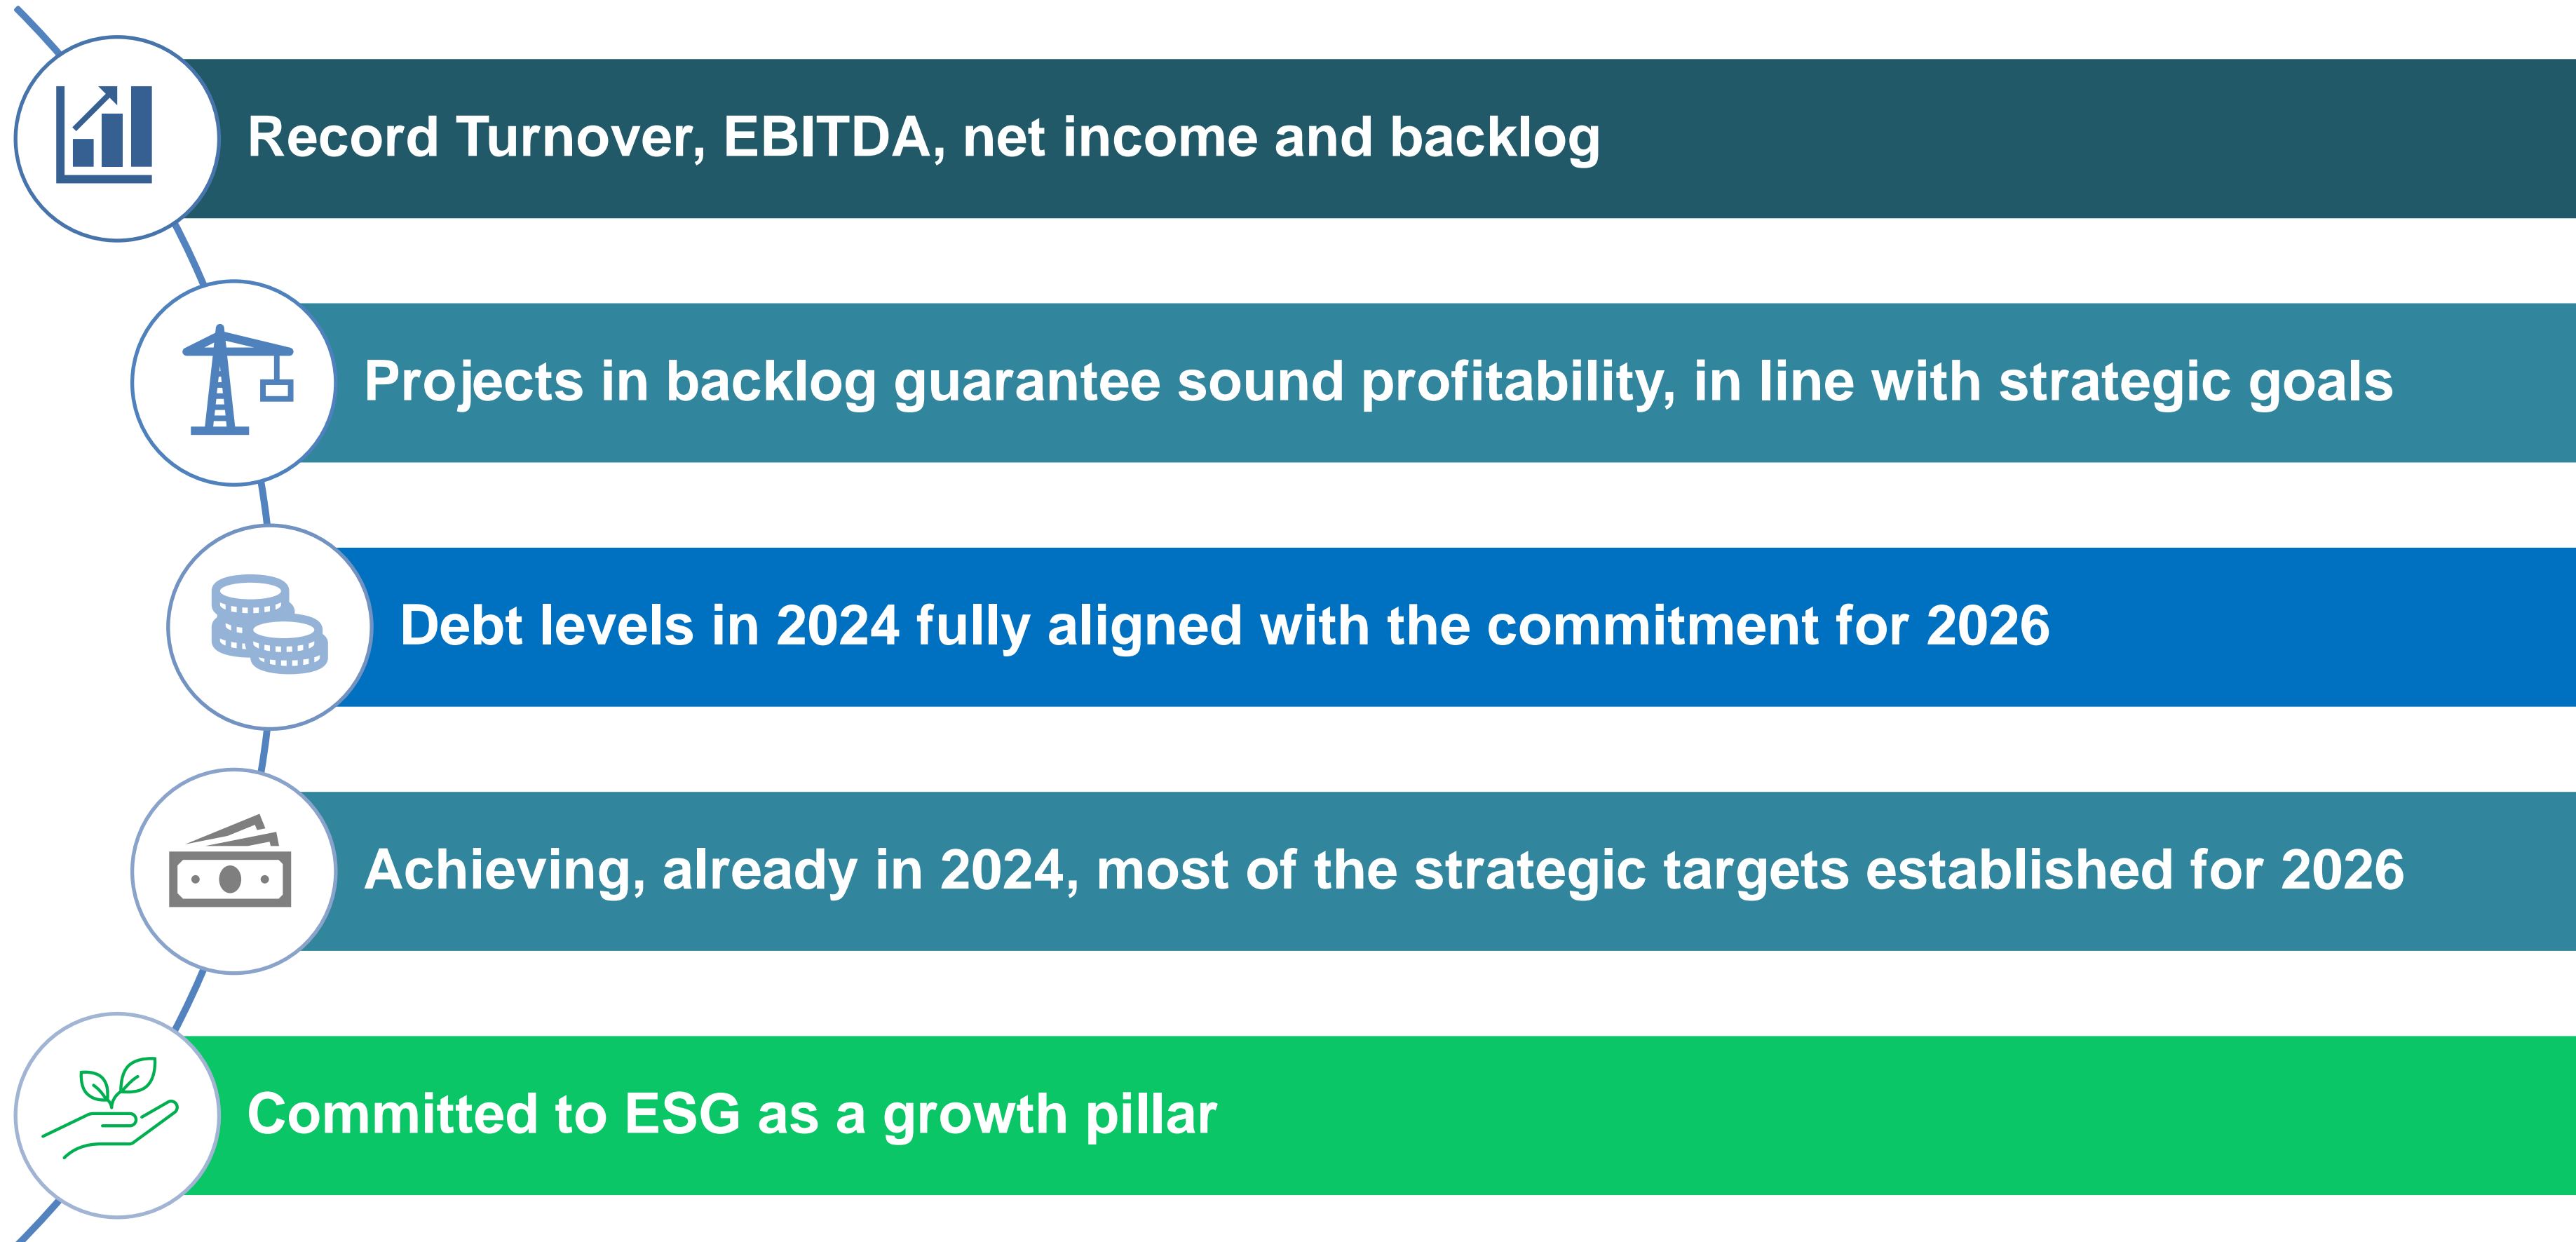 Record Turnover, EBITDA, net income and backlog
Projects in backlog guarantee sound profitability, in line with strategic goals
Debt levels in 2024 fully aligned with the commitment for 2026
Achieving, already in 2024, most of the strategic targets established for 2026
Committed to ESG as a growth pillar